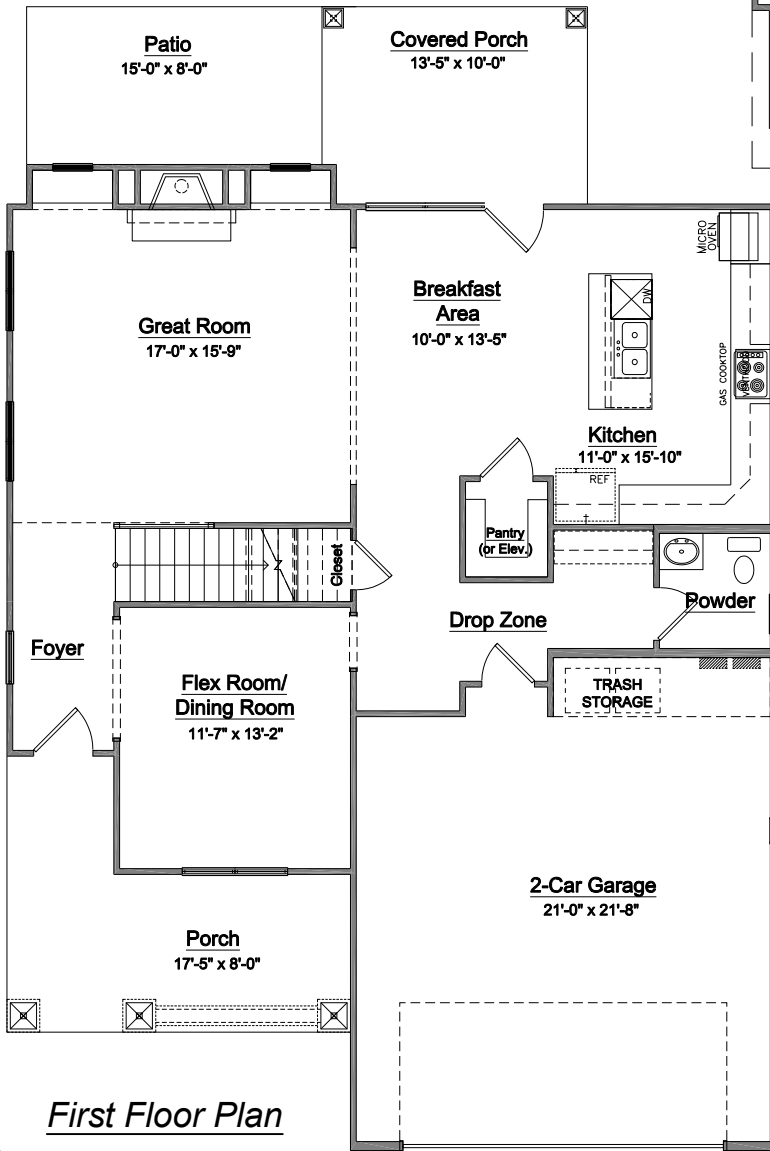 Patio
15'-0" x 8'-0"
Covered Porch
13'-5" x 10'-0"
MICRO
OVEN
Great Room
17'-0" x 15'-9"
Breakfast
Area
10'-0" x 13'-5"
DW
GAS COOKTOP
Kitchen
11'-0" x 15'-10"
REF
Pantry
(or Elev.)
Closet
Powder
Drop Zone
Foyer
Flex Room/
Dining Room
11'-7" x 13'-2"
TRASH
STORAGE
2-Car Garage
21'-0" x 21'-8"
Porch
17'-5" x 8'-0"
First Floor Plan